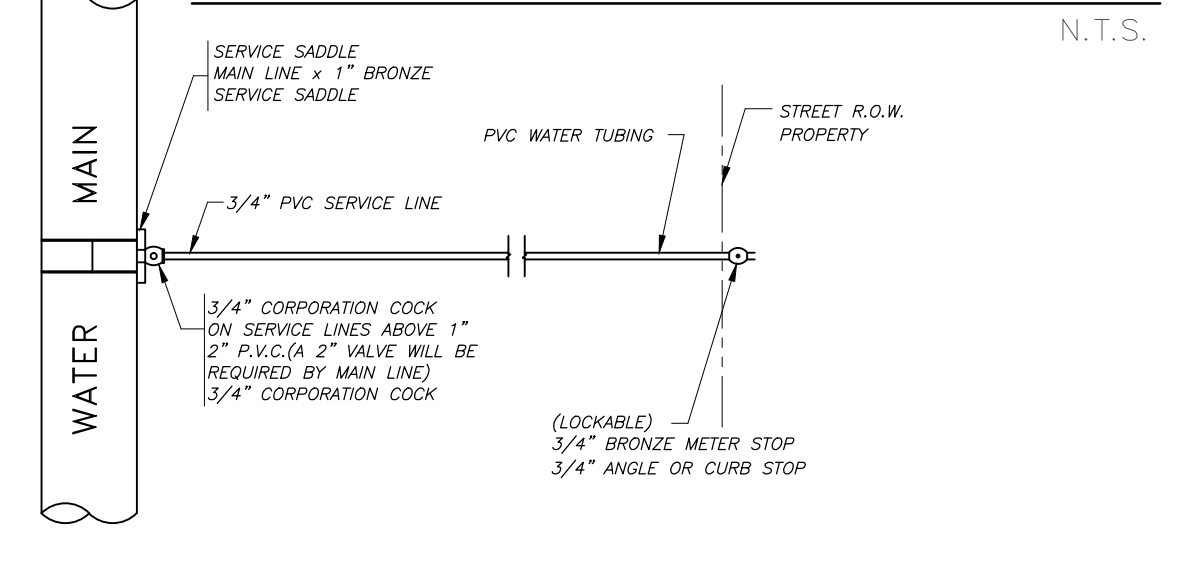 N.T.S.
SERVICE SADDLE
MAIN LINE x 1" BRONZE
SERVICE SADDLE
STREET R.O.W.
PROPERTY
PVC WATER TUBING
3/4" PVC SERVICE LINE
WATER MAIN
3/4" CORPORATION COCK
ON SERVICE LINES ABOVE 1"
2" P.V.C.(A 2" VALVE WILL BE
REQUIRED BY MAIN LINE)
3/4" CORPORATION COCK
(LOCKABLE)
3/4" BRONZE METER STOP
3/4" ANGLE OR CURB STOP